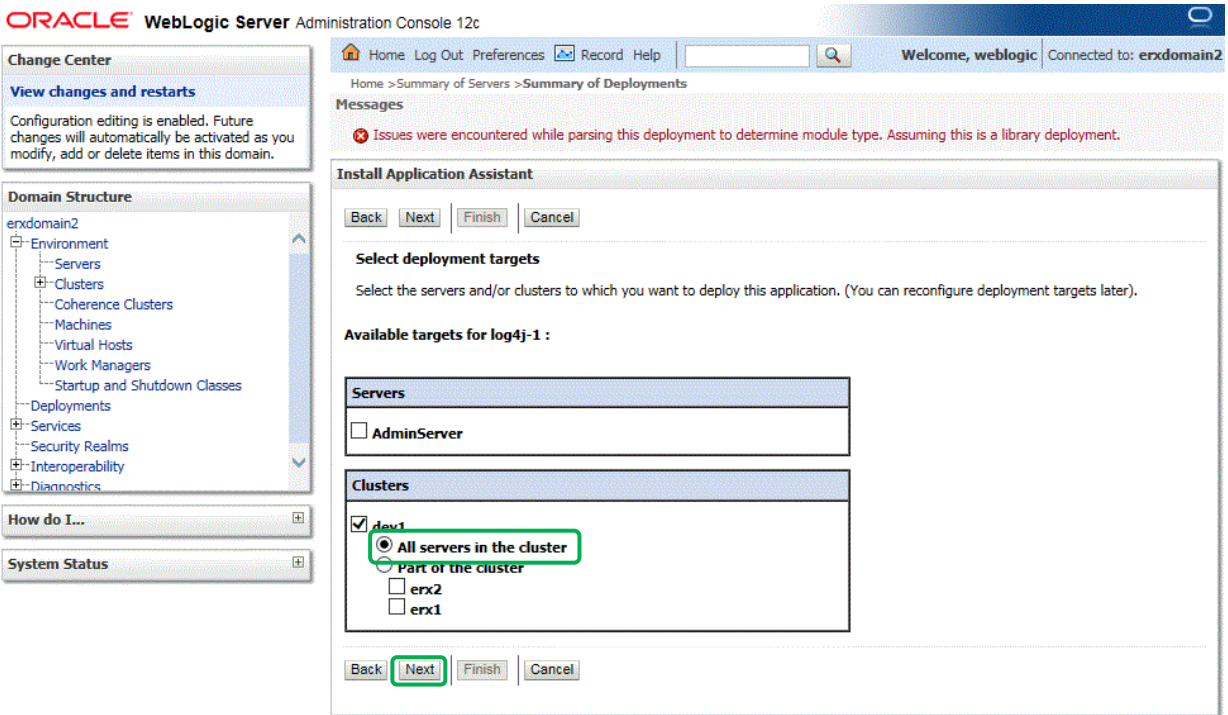 ORACLE® WebLogic Server Administration Console 12c
Change Center
View changes and restarts
Configuration editing is enabled. Future
changes will automatically be activated as you
modify, add or delete items in this domain.
Domain Structure
erxdomain2
Environment
Servers
Clusters
Coherence Clusters
Machines
Virtual Hosts
Work Managers
Startup and Shutdown Classes
Deployments
Services
Security Realms
Interoperability
Diagnostics
How do I...
System Status
Home Log Out Preferences Record Help
Welcome, weblogic Connected to: erxdomain2
Home >Summary of Servers >Summary of Deployments
Messages
Issues were encountered while parsing this deployment to determine module type. Assuming this is a library deployment.
Install Application Assistant
Back Next Finish Cancel
Select deployment targets
Select the servers and/or clusters to which you want to deploy this application. (You can reconfigure deployment targets later).
Available targets for log4j-1 :
Servers
AdminServer
Clusters
dev1
All servers in the cluster
Part of the cluster
erx2
erx1
Back Next Finish Cancel